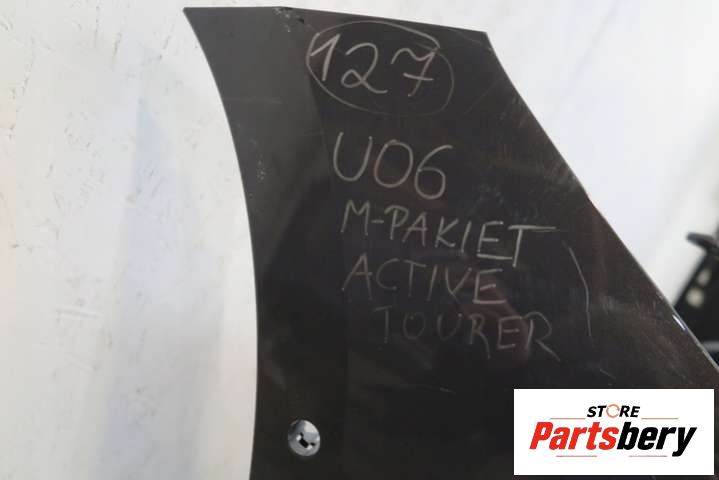 127
U06
M-PAKIET
ACTIVE
TOURER
STORE
Partsbery